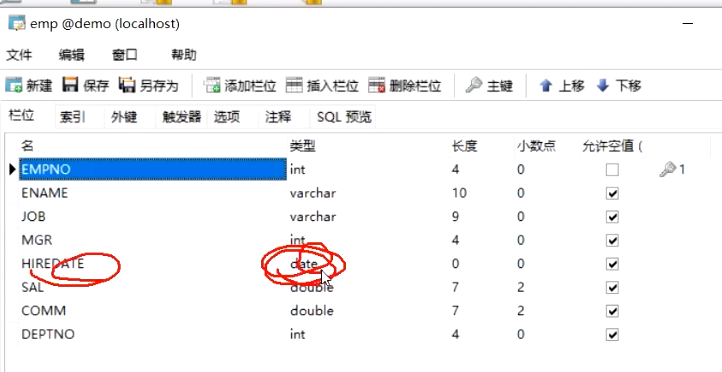 emp @demo (localhost)
文件 编辑 窗口 帮助
新建 保存 另存为 添加栏位 插入栏位 删除栏位 主键 上移 下移
栏位 索引 外键 触发器 选项 注释 SQL 预览
名 类型 长度 小数点 允许空值 (
EMPNO int 4 0 1
ENAME varchar 10 0
JOB varchar 9 0
MGR int 4 0
HIREDATE date 0 0
SAL double 7 2
COMM double 7 2
DEPTNO int 4 0